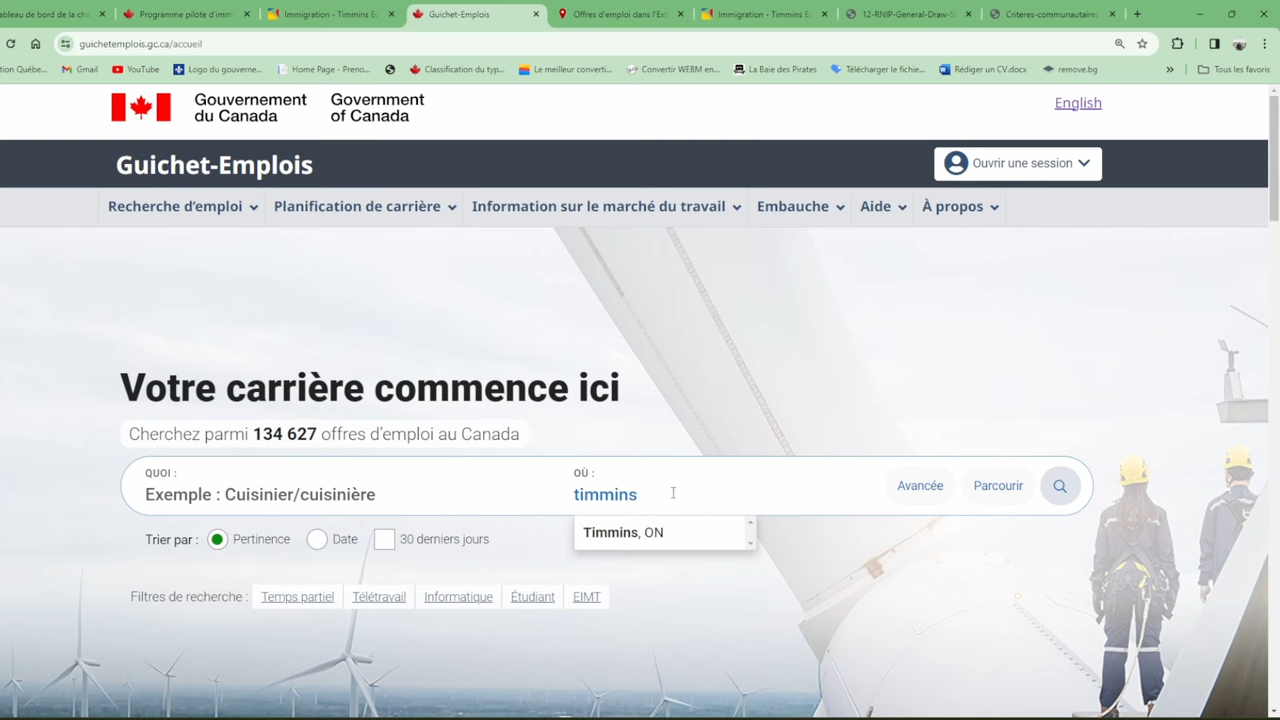 ableau de bord de la cha
Programme pilote d'immi
Immigration - Timmins E
Guichet-Emplois
Offres d'emploi dans l'Ext
Immigration - Timmins Ec
12-RNIP-General-Draw-S
Criteres-communautaires
guichetemplois.gc.ca/accueil
tion Québe...
Gmail
YouTube
Logo du gouverne...
Home Page - Preno...
Classification du typ...
Le meilleur converti...
Convertir WEBM en...
La Baie des Pirates
Télécharger le fichie...
Rédiger un CV.docx
remove.bg
»
Tous les favoris
Gouvernement
du Canada
Government
of Canada
English
Guichet-Emplois
Ouvrir une session
Recherche d'emploi
Planification de carrière
Information sur le marché du travail
Embauche
Aide
À propos
Votre carrière commence ici
Cherchez parmi 134 627 offres d'emploi au Canada
QUOI :
Exemple : Cuisinier/cuisinière
OÙ :
timmins
Avancée
Parcourir
Timmins, ON
Trier par :
Pertinence
Date
30 derniers jours
Filtres de recherche :
Temps partiel
Télétravail
Informatique
Étudiant
EIMT